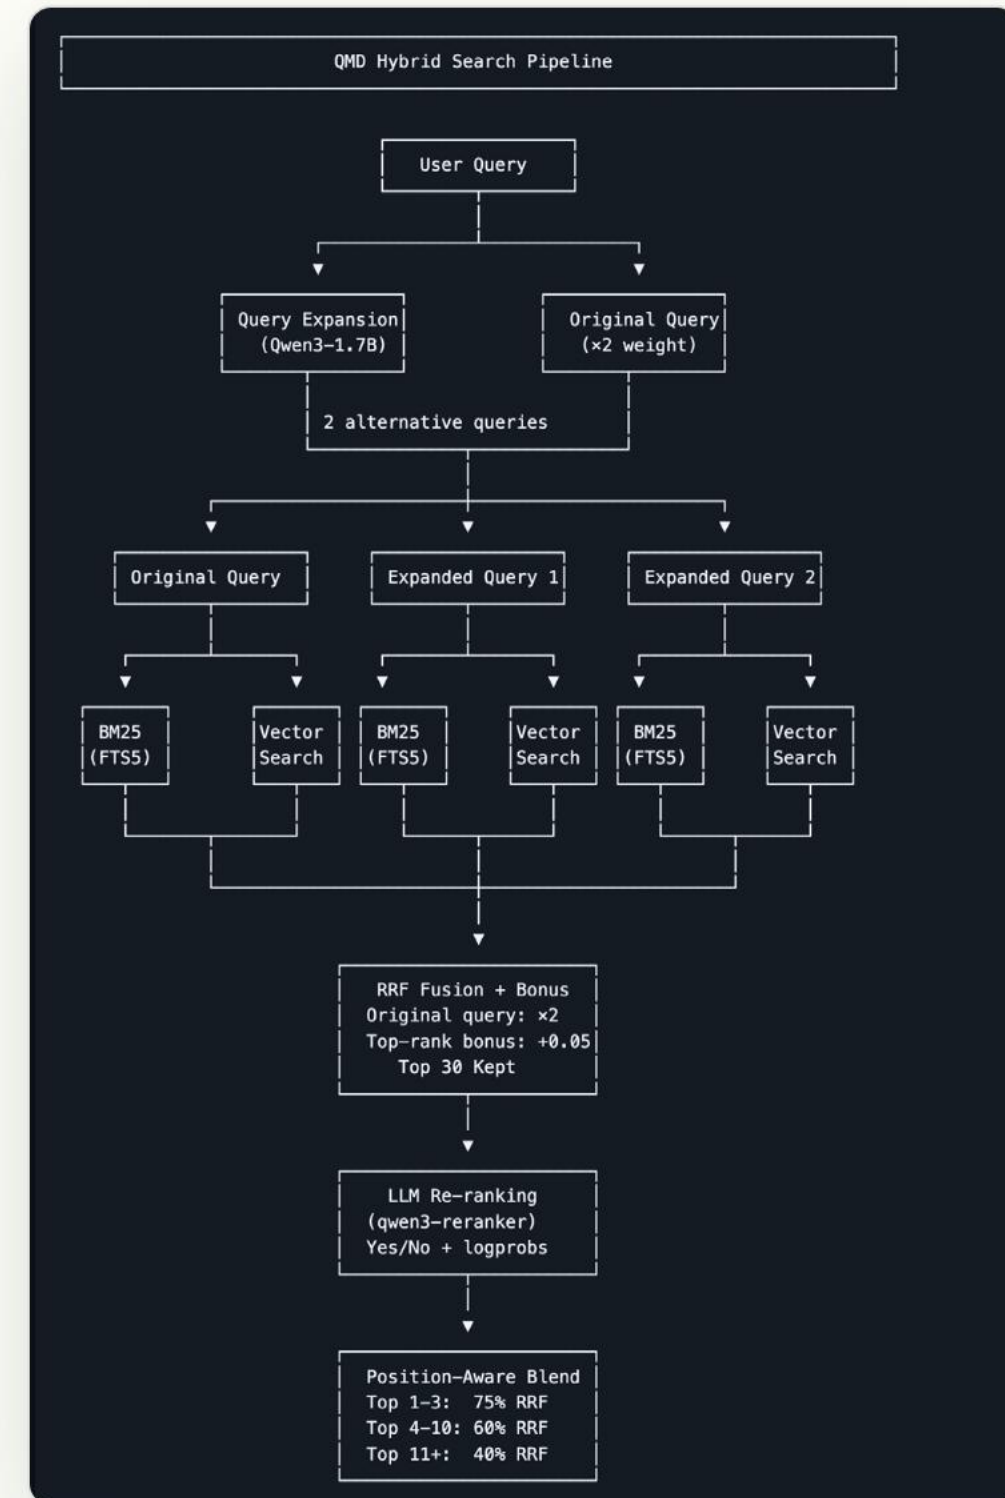 QMD Hybrid Search Pipeline
User Query
Query Expansion
(Qwen3-1.7B)
Original Query
(×2 weight)
2 alternative queries
Original Query
Expanded Query 1
Expanded Query 2
BM25
(FTS5)
Vector
Search
BM25
(FTS5)
Vector
Search
BM25
(FTS5)
Vector
Search
RRF Fusion + Bonus
Original query: ×2
Top-rank bonus: +0.05
Top 30 Kept
LLM Re-ranking
(qwen3-reranker)
Yes/No + logprobs
Position-Aware Blend
Top 1-3: 75% RRF
Top 4-10: 60% RRF
Top 11+: 40% RRF